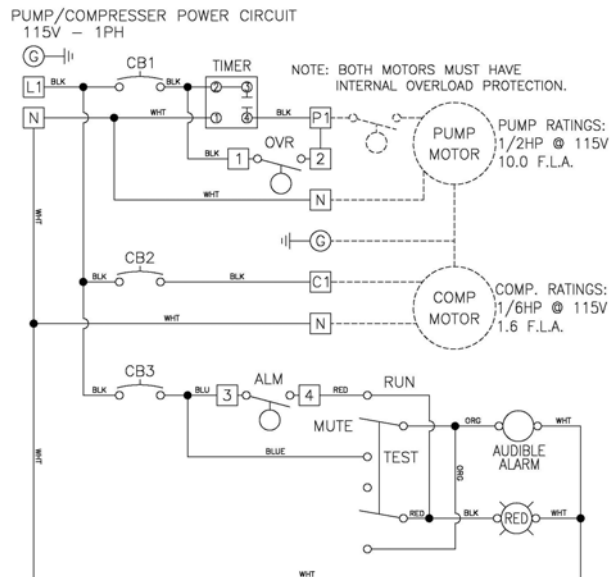 PUMP/COMPRESSER POWER CIRCUIT
115V – 1PH
G
L1 BLK CB1 BLK TIMER
NOTE: BOTH MOTORS MUST HAVE
INTERNAL OVERLOAD PROTECTION.
2 3
N WHT 1 4 BLK P1
PUMP
MOTOR
PUMP RATINGS:
1/2HP @ 115V
10.0 F.L.A.
OVR
BLK 1 2
WHT N
WHT
G
CB2
BLK BLK C1
COMP
MOTOR
COMP. RATINGS:
1/6HP @ 115V
1.6 F.L.A.
WHT N
CB3 ALM
BLK BLU 3 4 RED RUN
MUTE ORG WHT
AUDIBLE
ALARM
BLUE TEST
ORG
WHT
RED BLK RED WHT
WHT